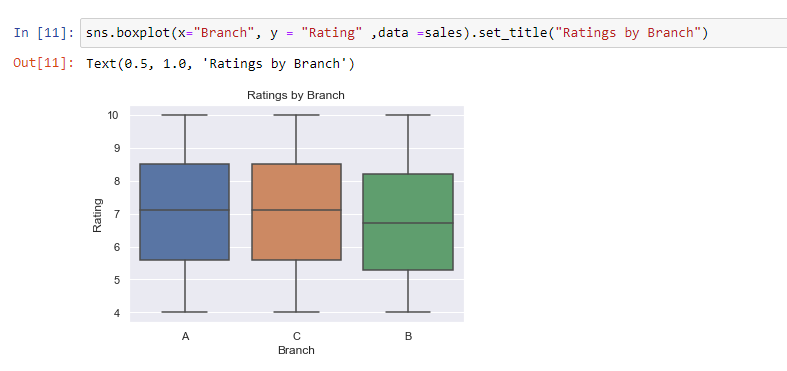 In [11]: sns.boxplot(x="Branch", y = "Rating" ,data =sales).set_title("Ratings by Branch")
Out[11]: Text(0.5, 1.0, 'Ratings by Branch')
Ratings by Branch
10
9
8
7
6
5
4
Rating
A C B
Branch